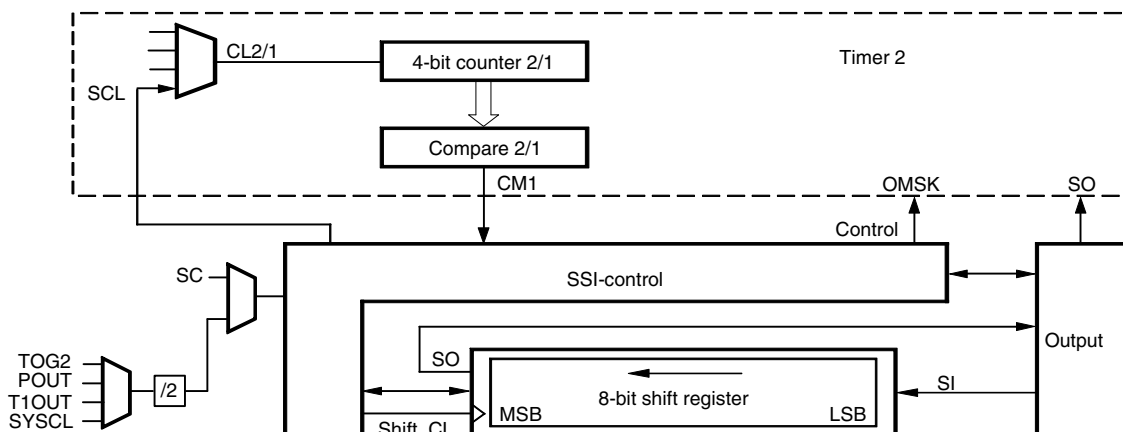 Timer 2
CL2/1
4-bit counter 2/1
SCL
Compare 2/1
CM1
OMSK
SO
Control
SC
SSI-control
TOG2
POUT
T1OUT
SYSCL
/2
SO
Output
8-bit shift register
SI
MSB
LSB
Shift_CL